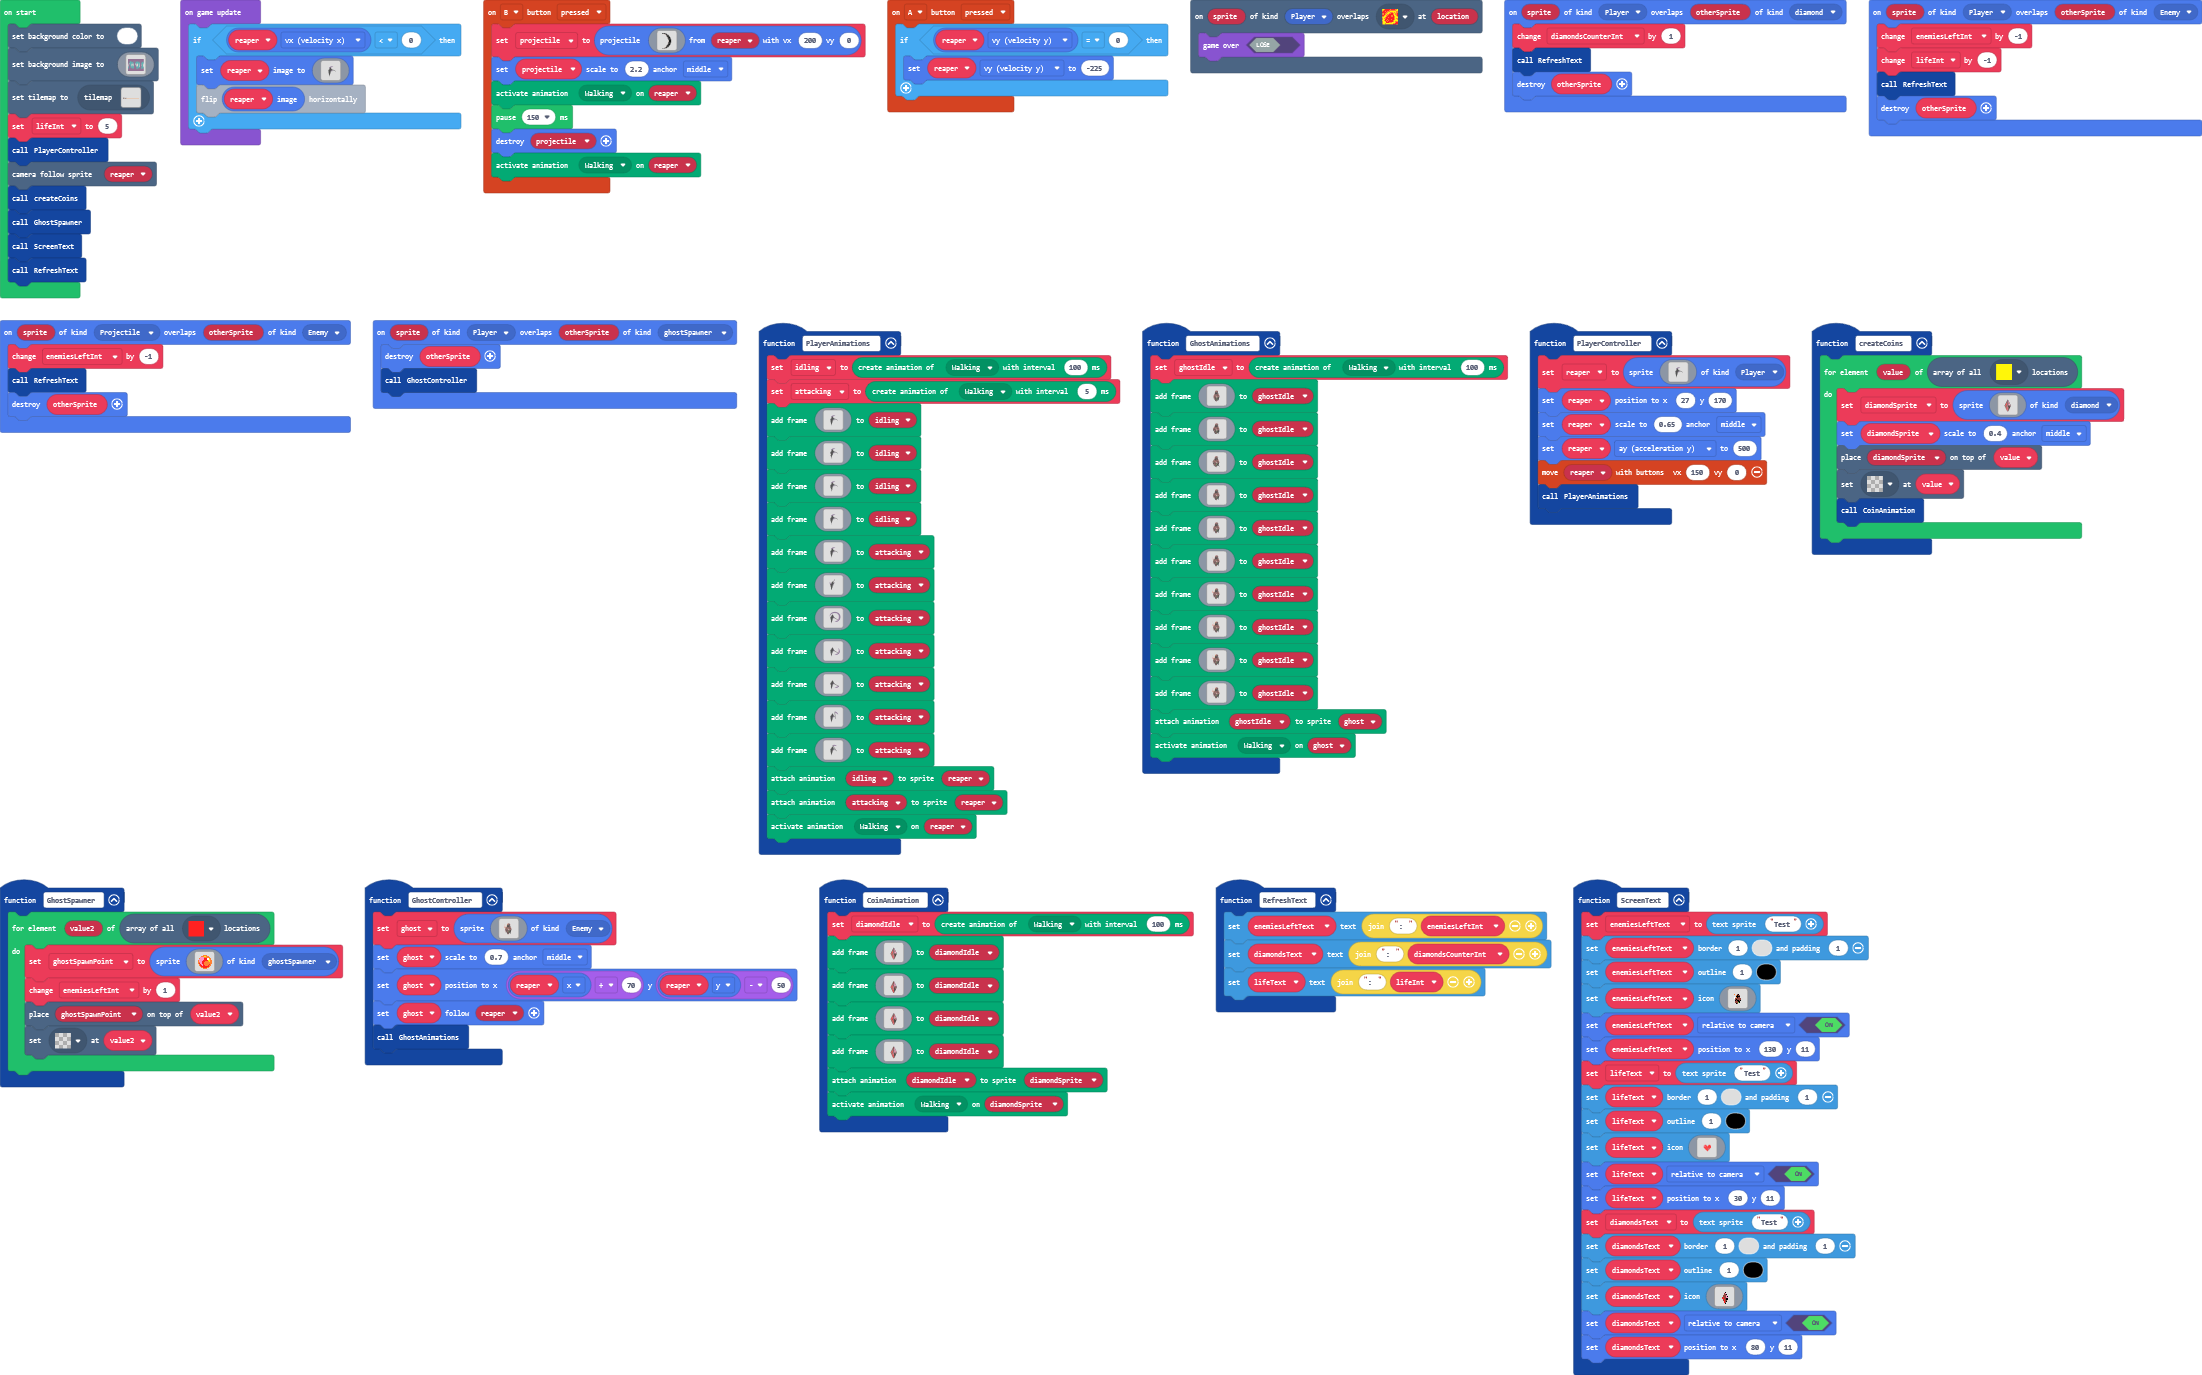 on start
set background color to
set background image to
set tilemap to tilemap
set lifeInt to 5
call PlayerController
camera follow sprite reaper
call createCoins
call GhostSpawner
call ScreenText
call RefreshText
on game update
if reaper vx (velocity x) < 0 then
set reaper image to
flip reaper image horizontally
on B button pressed
set projectile to projectile from reaper with vx 200 vy 0
set projectile scale to 2.2 anchor middle
activate animation Walking on reaper
pause 150 ms
destroy projectile
activate animation Walking on reaper
on A button pressed
if reaper vy (velocity y) = 0 then
set reaper vy (velocity y) to -225
on sprite of kind Player overlaps at location
game over LOSE
on sprite of kind Player overlaps otherSprite of kind diamond
change diamondsCounterInt by 1
call RefreshText
destroy otherSprite
on sprite of kind Player overlaps otherSprite of kind Enemy
change enemiesLeftInt by -1
change lifeInt by -1
call RefreshText
destroy otherSprite
on sprite of kind Projectile overlaps otherSprite of kind Enemy
change enemiesLeftInt by -1
call RefreshText
destroy otherSprite
on sprite of kind Player overlaps otherSprite of kind ghostSpawner
destroy otherSprite
call GhostController
function PlayerAnimations
set idling to create animation of Walking with interval 100 ms
set attacking to create animation of Walking with interval 5 ms
add frame to idling
add frame to idling
add frame to idling
add frame to idling
add frame to attacking
add frame to attacking
add frame to attacking
add frame to attacking
add frame to attacking
add frame to attacking
add frame to attacking
attach animation idling to sprite reaper
attach animation attacking to sprite reaper
activate animation Walking on reaper
function GhostAnimations
set ghostIdle to create animation of Walking with interval 100 ms
add frame to ghostIdle
add frame to ghostIdle
add frame to ghostIdle
add frame to ghostIdle
add frame to ghostIdle
add frame to ghostIdle
add frame to ghostIdle
add frame to ghostIdle
add frame to ghostIdle
add frame to ghostIdle
attach animation ghostIdle to sprite ghost
activate animation Walking on ghost
function PlayerController
set reaper to sprite of kind Player
set reaper position to x 27 y 170
set reaper scale to 0.65 anchor middle
set reaper ay (acceleration y) to 500
move reaper with buttons vx 150 vy 0
call PlayerAnimations
function createCoins
for element value of array of all locations
do
set diamondSprite to sprite of kind diamond
set diamondSprite scale to 0.4 anchor middle
place diamondSprite on top of value
set at value
call CoinAnimation
function GhostSpawner
for element value2 of array of all locations
do
set ghostSpawnPoint to sprite of kind ghostSpawner
change enemiesLeftInt by 1
place ghostSpawnPoint on top of value2
set at value2
function GhostController
set ghost to sprite of kind Enemy
set ghost scale to 0.7 anchor middle
set ghost position to x reaper x + 70 y reaper y - 50
set ghost follow reaper
call GhostAnimations
function CoinAnimation
set diamondIdle to create animation of Walking with interval 100 ms
add frame to diamondIdle
add frame to diamondIdle
add frame to diamondIdle
add frame to diamondIdle
attach animation diamondIdle to sprite diamondSprite
activate animation Walking on diamondSprite
function RefreshText
set enemiesLeftText text join ":" enemiesLeftInt
set diamondsText text join ":" diamondsCounterInt
set lifeText text join ":" lifeInt
function ScreenText
set enemiesLeftText to text sprite "Test"
set enemiesLeftText border 1 and padding 1
set enemiesLeftText outline 1
set enemiesLeftText icon
set enemiesLeftText relative to camera ON
set enemiesLeftText position to x 130 y 11
set lifeText to text sprite "Test"
set lifeText border 1 and padding 1
set lifeText outline 1
set lifeText icon
set lifeText relative to camera ON
set lifeText position to x 30 y 11
set diamondsText to text sprite "Test"
set diamondsText border 1 and padding 1
set diamondsText outline 1
set diamondsText icon
set diamondsText relative to camera ON
set diamondsText position to x 80 y 11